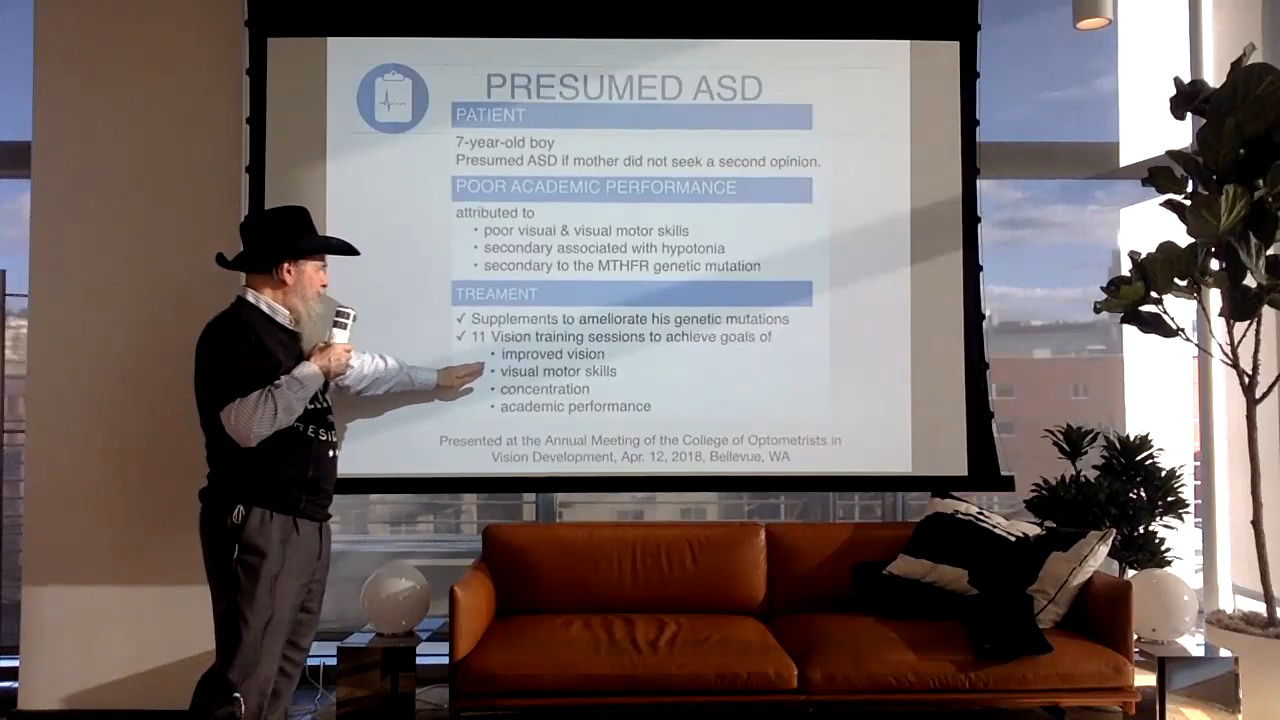 PRESUMED ASD
PATIENT
7-year-old boy
Presumed ASD if mother did not seek a second opinion.
POOR ACADEMIC PERFORMANCE
attributed to
• poor visual & visual motor skills
• secondary associated with hypotonia
• secondary to the MTHFR genetic mutation
TREAMENT
✓ Supplements to ameliorate his genetic mutations
✓ 11 Vision training sessions to achieve goals of
• improved vision
• visual motor skills
• concentration
• academic performance
Presented at the Annual Meeting of the College of Optometrists in
Vision Development, Apr. 12, 2018, Bellevue, WA